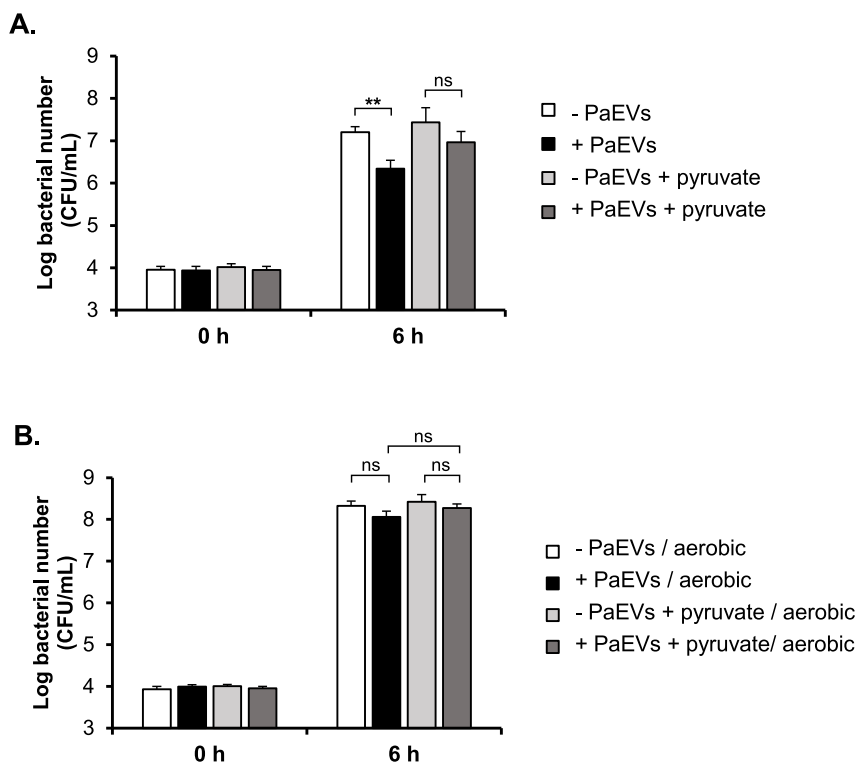 A.
Log bacterial number
(CFU/mL)
9
8
7
6
5
4
3
**
ns
0 h
6 h
- PaEVs
+ PaEVs
- PaEVs + pyruvate
+ PaEVs + pyruvate
B.
Log bacterial number
(CFU/mL)
9
8
7
6
5
4
3
ns
ns
ns
0 h
6 h
- PaEVs / aerobic
+ PaEVs / aerobic
- PaEVs + pyruvate / aerobic
+ PaEVs + pyruvate/ aerobic